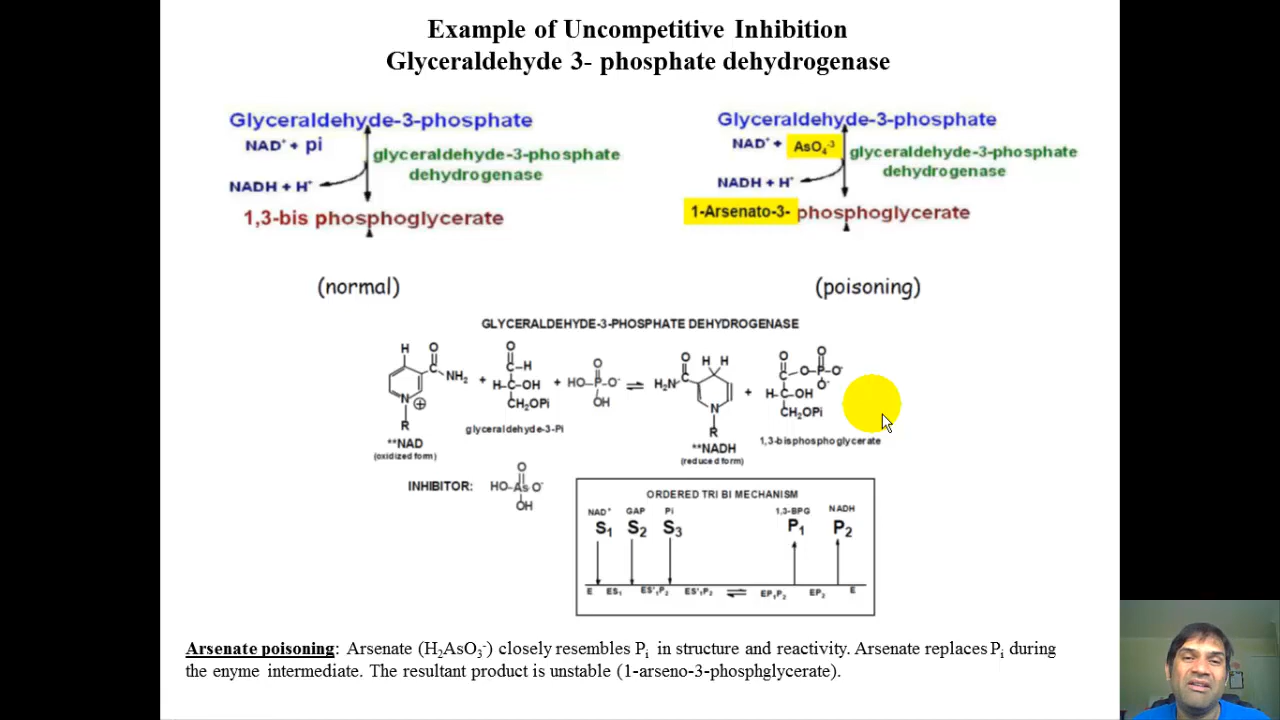 Example of Uncompetitive Inhibition
Glyceraldehyde 3- phosphate dehydrogenase
Glyceraldehyde-3-phosphate
NAD⁺ + pi
glyceraldehyde-3-phosphate
dehydrogenase
NADH + H⁺
1,3-bis phosphoglycerate
(normal)
Glyceraldehyde-3-phosphate
NAD⁺ + AsO₄⁻³
glyceraldehyde-3-phosphate
dehydrogenase
NADH + H⁺
1-Arsenato-3- phosphoglycerate
(poisoning)
GLYCERALDEHYDE-3-PHOSPHATE DEHYDROGENASE
H O
C NH₂
N ⊕
R
**NAD
(oxidized form)
+
O
C-H
H-C-OH
CH₂OPi
glyceraldehyde-3-Pi
+
O
HO-P-O⁻
OH
⇌
O H H
H₂N C
N
R
**NADH
(reduced form)
+
O O
C-O-P-O⁻
O⁻
H-C-OH
CH₂OPi
1,3-bisphosphoglycerate
INHIBITOR:
O
HO-As-O⁻
OH
ORDERED TRI BI MECHANISM
NAD⁺ GAP Pi 1,3-BPG NADH
S₁ S₂ S₃ P₁ P₂
E ES₁ ES'₁P₂ ES'₁P₂ ⇌ EP₁P₂ EP₂ E
Arsenate poisoning: Arsenate (H₂AsO₃⁻) closely resembles Pᵢ in structure and reactivity. Arsenate replaces Pᵢ during
the enyme intermediate. The resultant product is unstable (1-arseno-3-phosphglycerate).